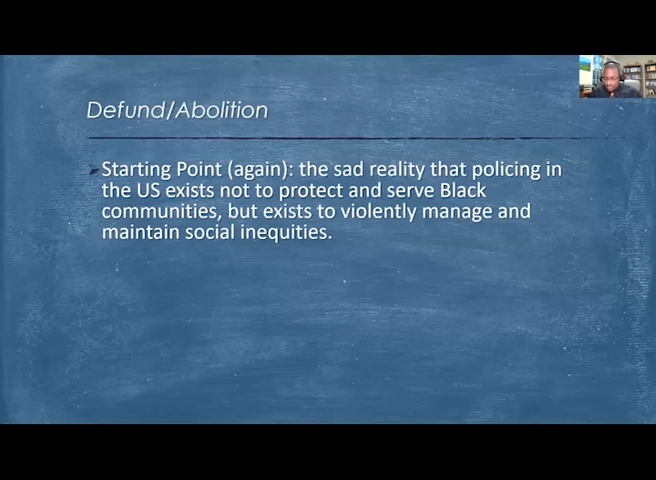 Defund/Abolition
Starting Point (again): the sad reality that policing in
the US exists not to protect and serve Black
communities, but exists to violently manage and
maintain social inequities.